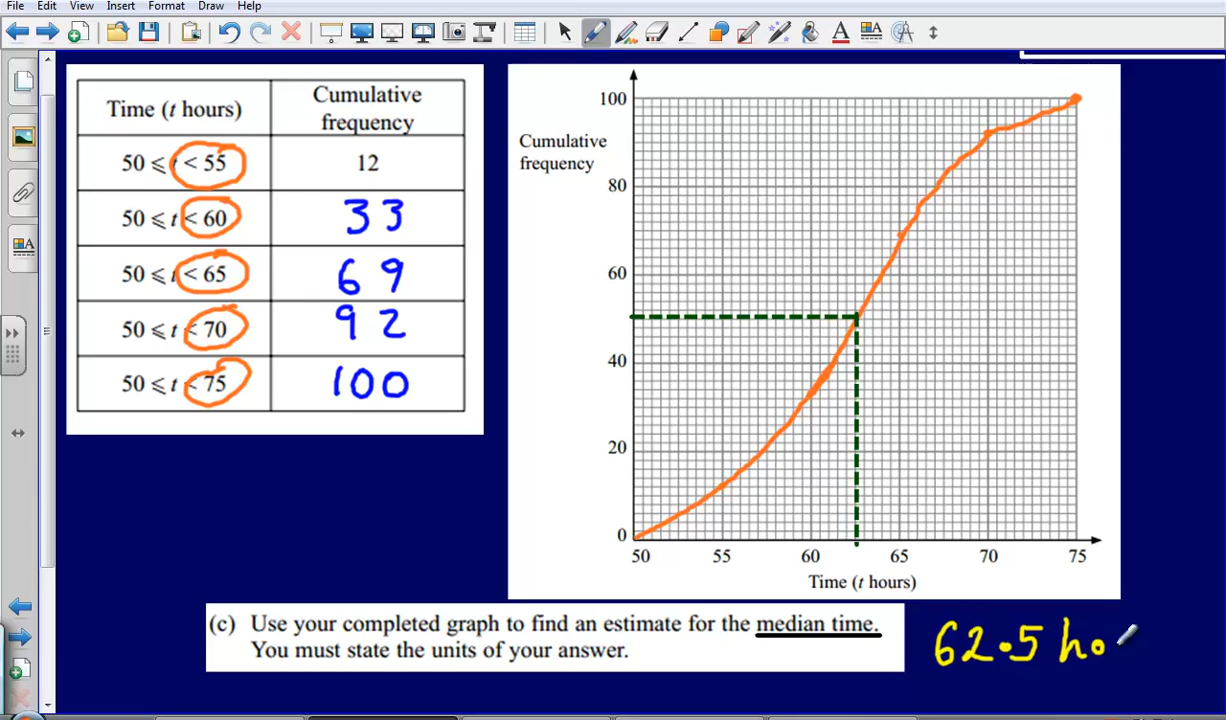 File Edit View Insert Format Draw Help
Time (t hours) Cumulative frequency
50 ⩽ t < 55 12
50 ⩽ t < 60 33
50 ⩽ t < 65 69
50 ⩽ t < 70 92
50 ⩽ t < 75 100
Cumulative
frequency
100
80
60
40
20
0
50 55 60 65 70 75
Time (t hours)
(c) Use your completed graph to find an estimate for the median time.
You must state the units of your answer.
62.5 ho